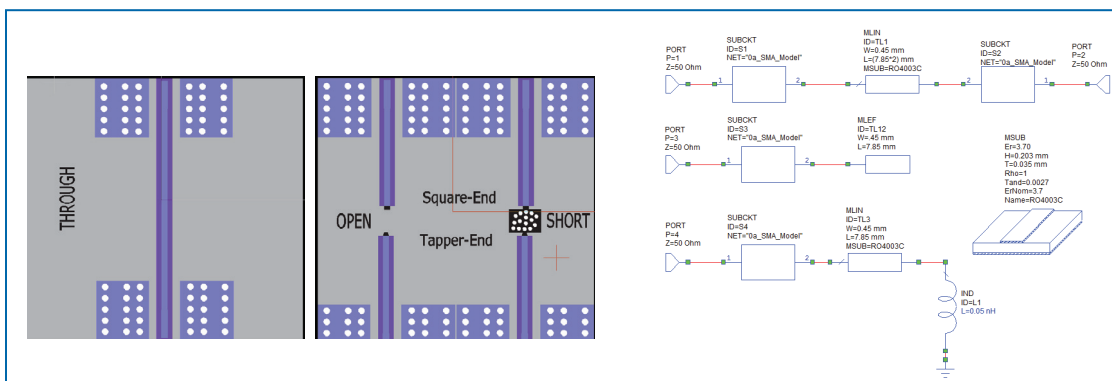 THROUGH
OPEN
Square-End
SHORT
Tapper-End
PORT
P=1
Z=50 Ohm
SUBCKT
ID=S1
NET="0a_SMA_Model"
1
2
MLIN
ID=TL1
W=0.45 mm
L=(7.85*2) mm
MSUB=RO4003C
SUBCKT
ID=S2
NET="0a_SMA_Model"
2
1
PORT
P=2
Z=50 Ohm
PORT
P=3
Z=50 Ohm
SUBCKT
ID=S3
NET="0a_SMA_Model"
1
2
MLEF
ID=TL12
W=.45 mm
L=7.85 mm
MSUB
Er=3.70
H=0.203 mm
T=0.035 mm
Rho=1
Tand=0.0027
ErNom=3.7
Name=RO4003C
PORT
P=4
Z=50 Ohm
SUBCKT
ID=S4
NET="0a_SMA_Model"
1
2
MLIN
ID=TL3
W=0.45 mm
L=7.85 mm
MSUB=RO4003C
IND
ID=L1
L=0.05 nH